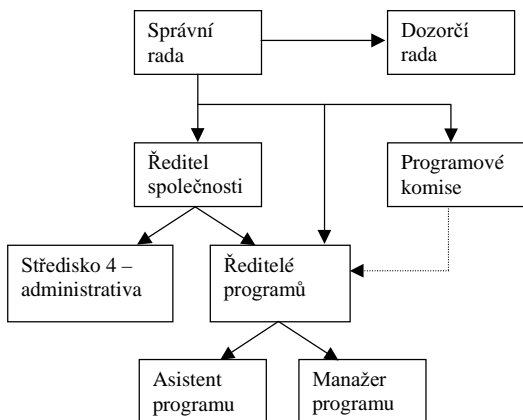 Správní
rada
Dozorčí
rada
Ředitel
společnosti
Programové
komise
Středisko 4 –
administrativa
Ředitelé
programů
Asistent
programu
Manažer
programu